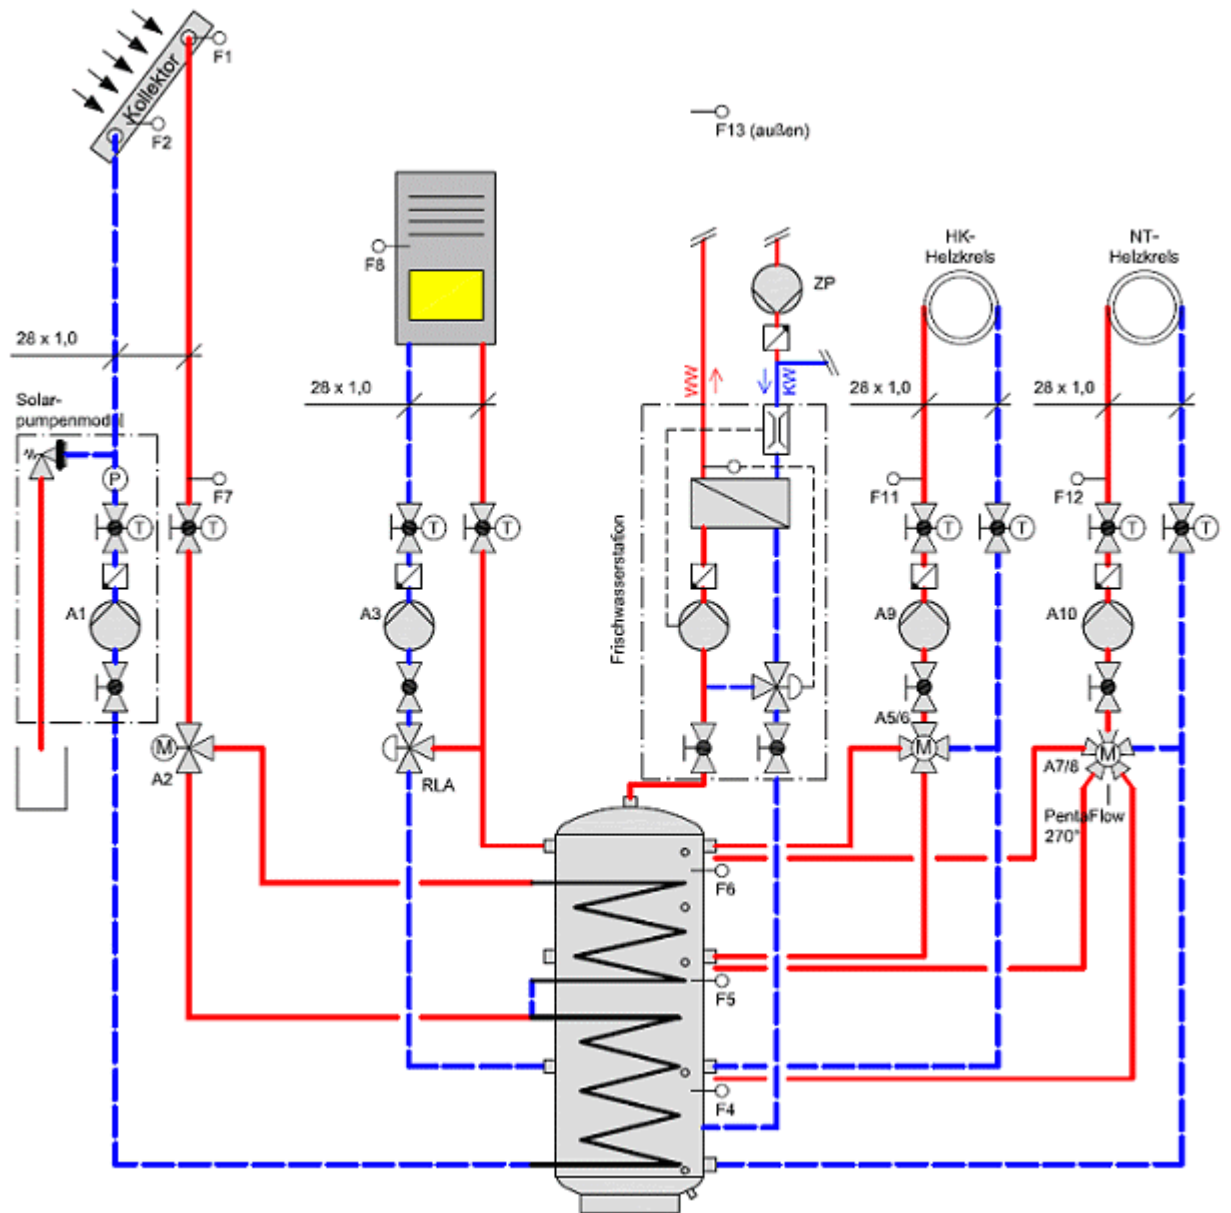 F1
Kollektor
F2
F13 (außen)
F8
HK-
Heizkreis
NT-
Heizkreis
ZP
28 x 1,0
28 x 1,0
WW
KW
28 x 1,0
28 x 1,0
Solar-
pumpenmodul
P
F7
F11
F12
T
T
T
T
T
T
T
Frischwasserstation
A1
A3
A9
A10
A5/6
M
A2
RLA
M
A7/8
M
PentaFlow
270°
F6
F5
F4